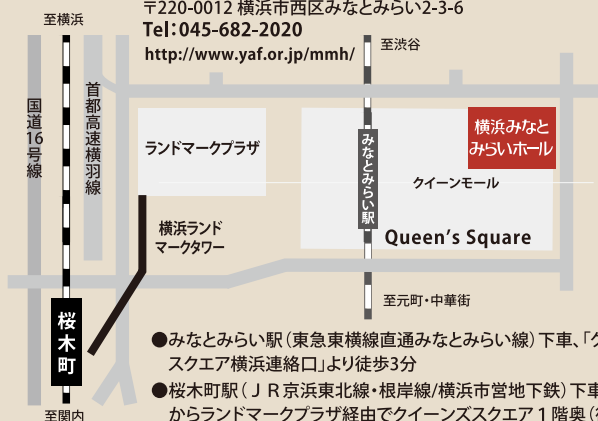 〒220-0012 横浜市西区みなとみらい2-3-6
Tel:045-682-2020
http://www.yaf.or.jp/mmh/
至横浜
至渋谷
国道16号線
首都高速横羽線
ランドマークプラザ
みなとみらい駅
横浜みなと
みらいホール
クイーンモール
横浜ランド
マークタワー
Queen's Square
至元町・中華街
桜木町
至関内
●みなとみらい駅(東急東横線直通みなとみらい線)下車、「ク
スクエア横浜連絡口」より徒歩3分
●桜木町駅(JR京浜東北線・根岸線/横浜市営地下鉄)下車
からランドマークプラザ経由でクイーンズスクエア1階奥(